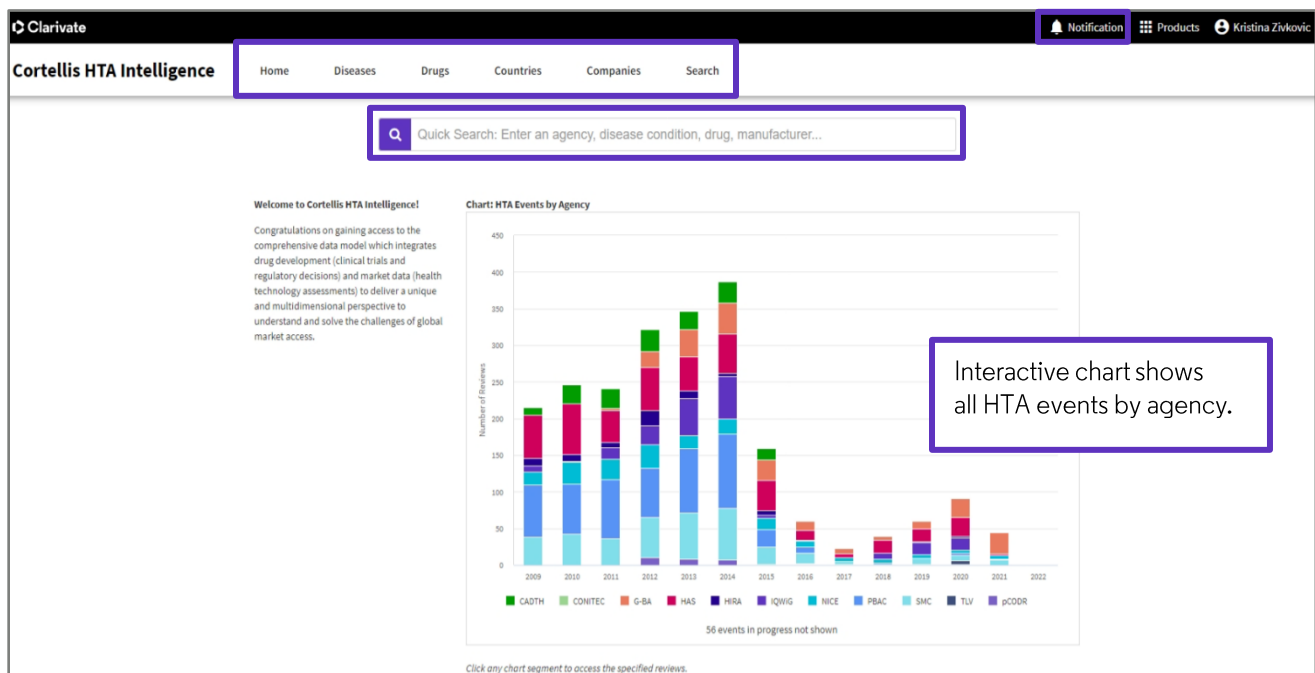 Clarivate
Notification
Products
Kristina Zivkovic
Cortellis HTA Intelligence
Home
Diseases
Drugs
Countries
Companies
Search
Quick Search: Enter an agency, disease condition, drug, manufacturer...
Welcome to Cortellis HTA Intelligence!
Congratulations on gaining access to the
comprehensive data model which integrates
drug development (clinical trials and
regulatory decisions) and market data (health
technology assessments) to deliver a unique
and multidimensional perspective to
understand and solve the challenges of global
market access.
Chart: HTA Events by Agency
Number of Reviews
450
400
350
300
250
200
150
100
50
0
2009
2010
2011
2012
2013
2014
2015
2016
2017
2018
2019
2020
2021
2022
CADTH
CONITEC
G-BA
HAS
HIRA
IQWiG
NICE
PBAC
SMC
TLV
pCODR
56 events in progress not shown
Interactive chart shows
all HTA events by agency.
Click any chart segment to access the specified reviews.